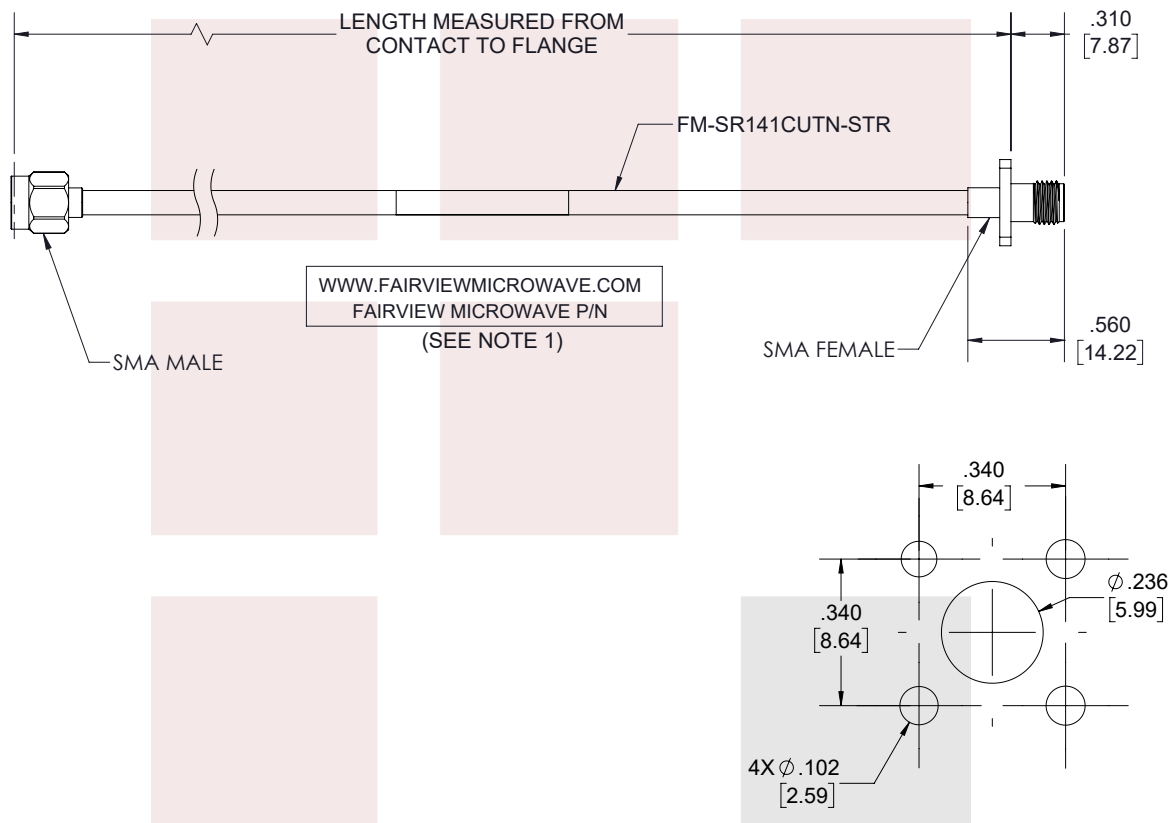 LENGTH MEASURED FROM
CONTACT TO FLANGE
.310
[7.87]
FM-SR141CUTN-STR
WWW.FAIRVIEWMICROWAVE.COM
FAIRVIEW MICROWAVE P/N
(SEE NOTE 1)
SMA MALE
SMA FEMALE
.560
[14.22]
.340
[8.64]
∅.236
[5.99]
.340
[8.64]
4X ∅.102
[2.59]